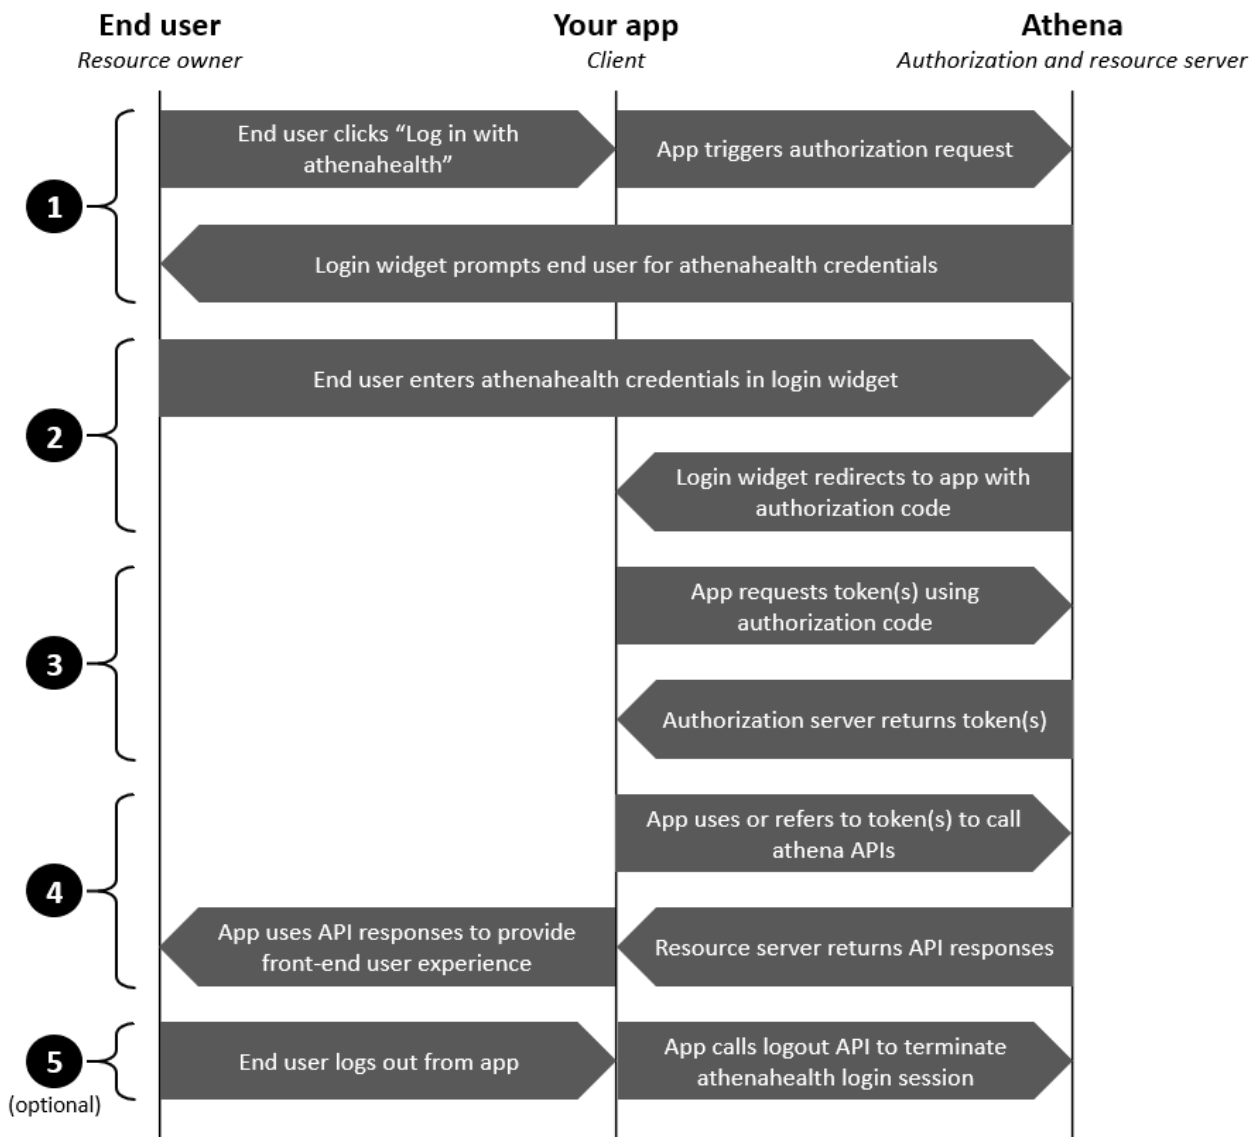 End user
Your app
Athena
Resource owner
Client
Authorization and resource server
1
End user clicks “Log in with
athenahealth”
App triggers authorization request
Login widget prompts end user for athenahealth credentials
2
End user enters athenahealth credentials in login widget
Login widget redirects to app with
authorization code
3
App requests token(s) using
authorization code
Authorization server returns token(s)
4
App uses or refers to token(s) to call
athena APIs
App uses API responses to provide
front-end user experience
Resource server returns API responses
5
(optional)
End user logs out from app
App calls logout API to terminate
athenahealth login session